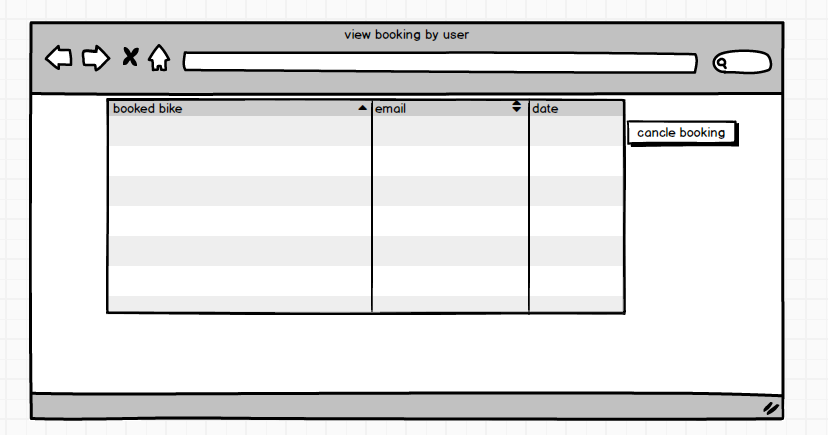 view booking by user
booked bike email date
cancle booking